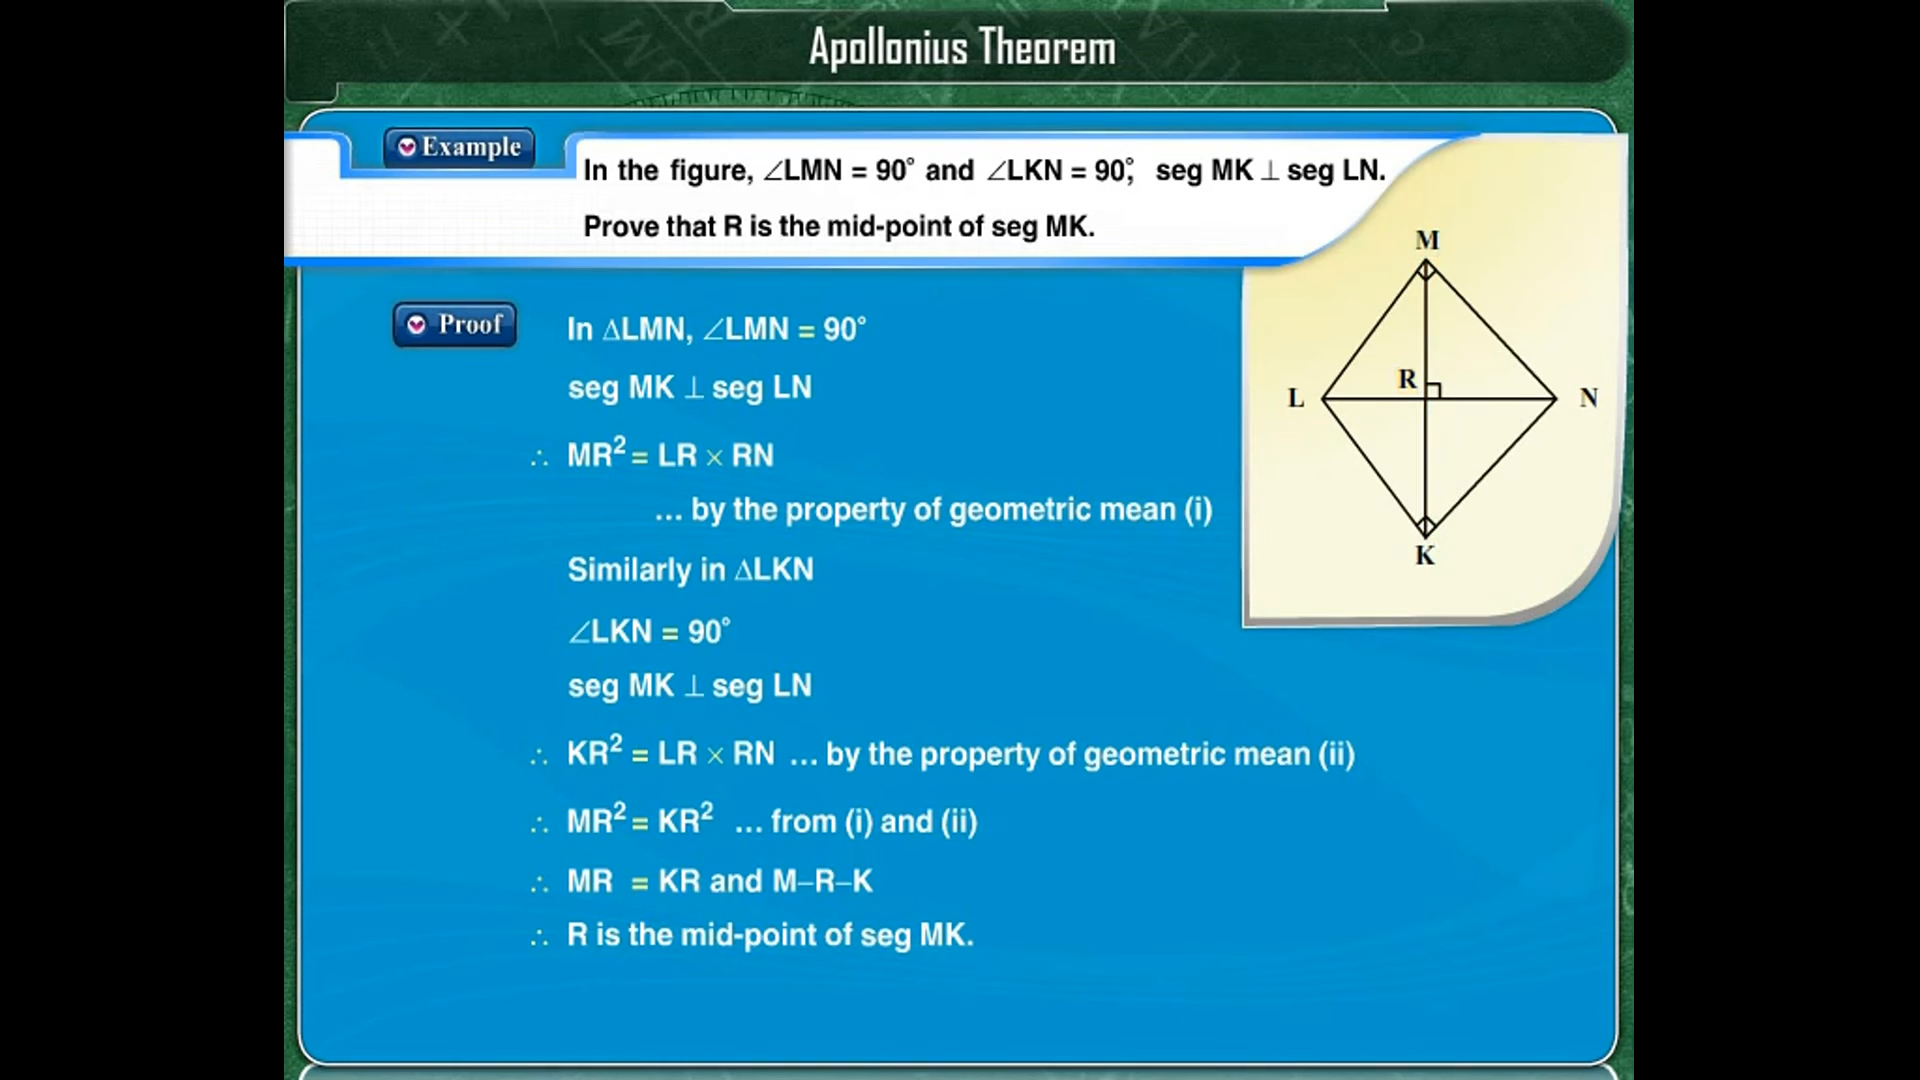 Apollonius Theorem
Example
In the figure, ∠LMN = 90° and ∠LKN = 90°; seg MK ⊥ seg LN.
Prove that R is the mid-point of seg MK.
M
R
L
N
K
Proof
In ΔLMN, ∠LMN = 90°
seg MK ⊥ seg LN
∴ MR² = LR × RN
... by the property of geometric mean (i)
Similarly in ΔLKN
∠LKN = 90°
seg MK ⊥ seg LN
∴ KR² = LR × RN ... by the property of geometric mean (ii)
∴ MR² = KR² ... from (i) and (ii)
∴ MR = KR and M–R–K
∴ R is the mid-point of seg MK.